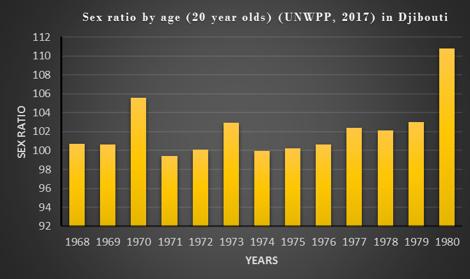 Sex ratio by age (20 year olds) (UNWPP, 2017) in Djibouti
112
110
108
106
104
102
100
98
96
94
92
SEX RATIO
1968 1969 1970 1971 1972 1973 1974 1975 1976 1977 1978 1979 1980
YEARS